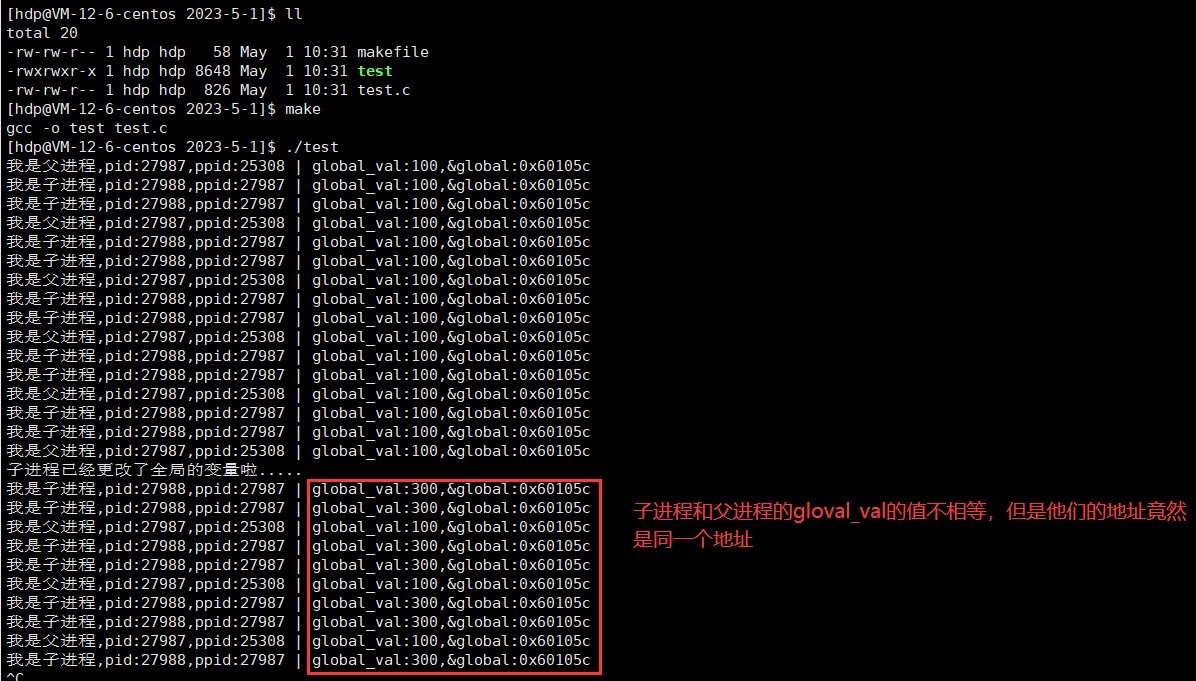 [hdp@VM-12-6-centos 2023-5-1]$ ll
total 20
-rw-rw-r-- 1 hdp hdp   58 May  1 10:31 makefile
-rwxrwxr-x 1 hdp hdp 8648 May  1 10:31 test
-rw-rw-r-- 1 hdp hdp  826 May  1 10:31 test.c
[hdp@VM-12-6-centos 2023-5-1]$ make
gcc -o test test.c
[hdp@VM-12-6-centos 2023-5-1]$ ./test
我是父进程,pid:27987,ppid:25308 | global_val:100,&global:0x60105c
我是子进程,pid:27988,ppid:27987 | global_val:100,&global:0x60105c
我是子进程,pid:27988,ppid:27987 | global_val:100,&global:0x60105c
我是父进程,pid:27987,ppid:25308 | global_val:100,&global:0x60105c
我是子进程,pid:27988,ppid:27987 | global_val:100,&global:0x60105c
我是子进程,pid:27988,ppid:27987 | global_val:100,&global:0x60105c
我是父进程,pid:27987,ppid:25308 | global_val:100,&global:0x60105c
我是子进程,pid:27988,ppid:27987 | global_val:100,&global:0x60105c
我是子进程,pid:27988,ppid:27987 | global_val:100,&global:0x60105c
我是父进程,pid:27987,ppid:25308 | global_val:100,&global:0x60105c
我是子进程,pid:27988,ppid:27987 | global_val:100,&global:0x60105c
我是子进程,pid:27988,ppid:27987 | global_val:100,&global:0x60105c
我是父进程,pid:27987,ppid:25308 | global_val:100,&global:0x60105c
我是子进程,pid:27988,ppid:27987 | global_val:100,&global:0x60105c
我是子进程,pid:27988,ppid:27987 | global_val:100,&global:0x60105c
我是父进程,pid:27987,ppid:25308 | global_val:100,&global:0x60105c
子进程已经更改了全局的变量啦.....
我是子进程,pid:27988,ppid:27987 | global_val:300,&global:0x60105c
我是子进程,pid:27988,ppid:27987 | global_val:300,&global:0x60105c
我是父进程,pid:27987,ppid:25308 | global_val:100,&global:0x60105c
我是子进程,pid:27988,ppid:27987 | global_val:300,&global:0x60105c
我是子进程,pid:27988,ppid:27987 | global_val:300,&global:0x60105c
我是父进程,pid:27987,ppid:25308 | global_val:100,&global:0x60105c
我是子进程,pid:27988,ppid:27987 | global_val:300,&global:0x60105c
我是子进程,pid:27988,ppid:27987 | global_val:300,&global:0x60105c
我是父进程,pid:27987,ppid:25308 | global_val:100,&global:0x60105c
我是子进程,pid:27988,ppid:27987 | global_val:300,&global:0x60105c
^C
子进程和父进程的gloval_val的值不相等，但是他们的地址竟然
是同一个地址